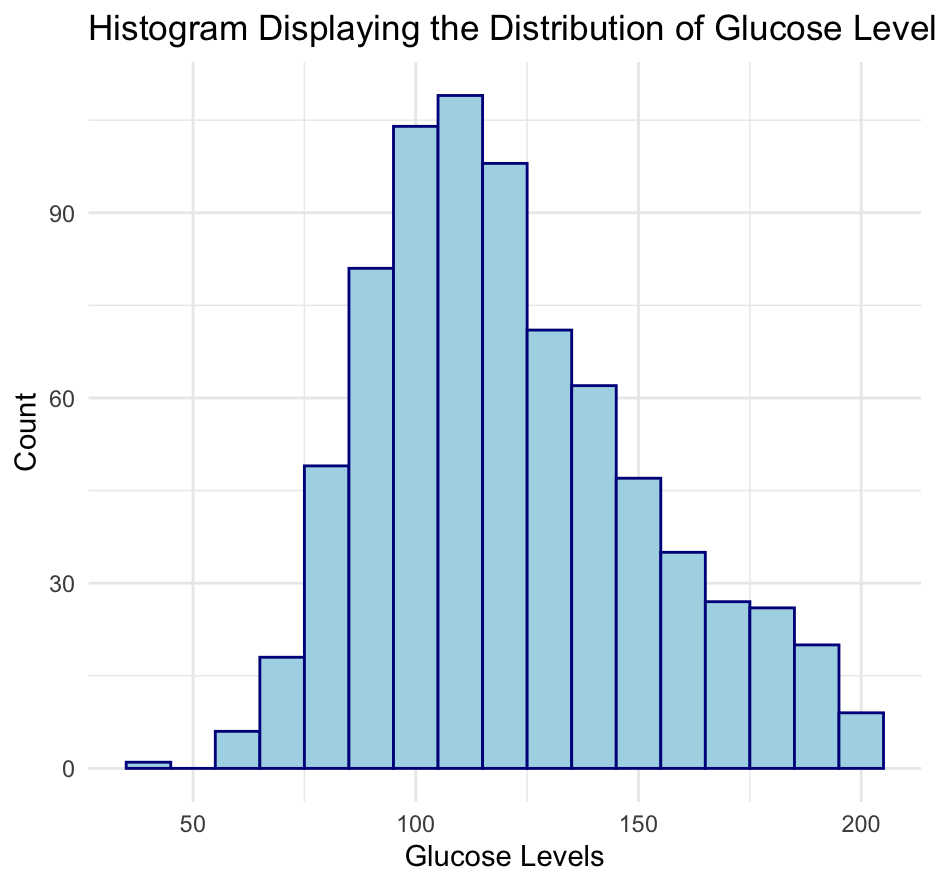 Histogram Displaying the Distribution of Glucose Level
90
60
30
0
Count
50 100 150 200
Glucose Levels